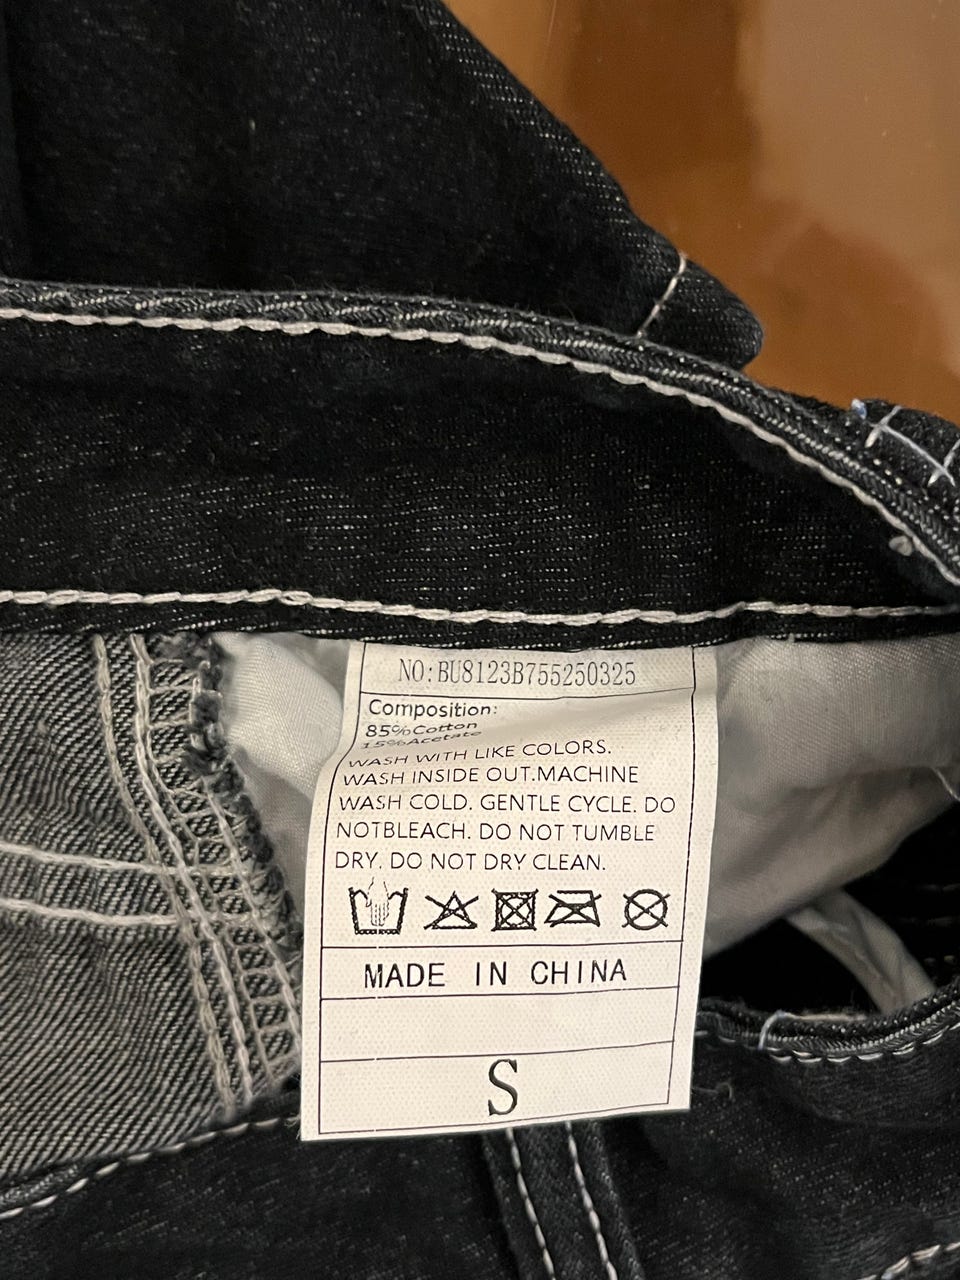 NO:BU8123B755250325
Composition:
85%Cotton
15%Acetate
WASH WITH LIKE COLORS.
WASH INSIDE OUT.MACHINE
WASH COLD. GENTLE CYCLE. DO
NOTBLEACH. DO NOT TUMBLE
DRY. DO NOT DRY CLEAN.
MADE IN CHINA
S